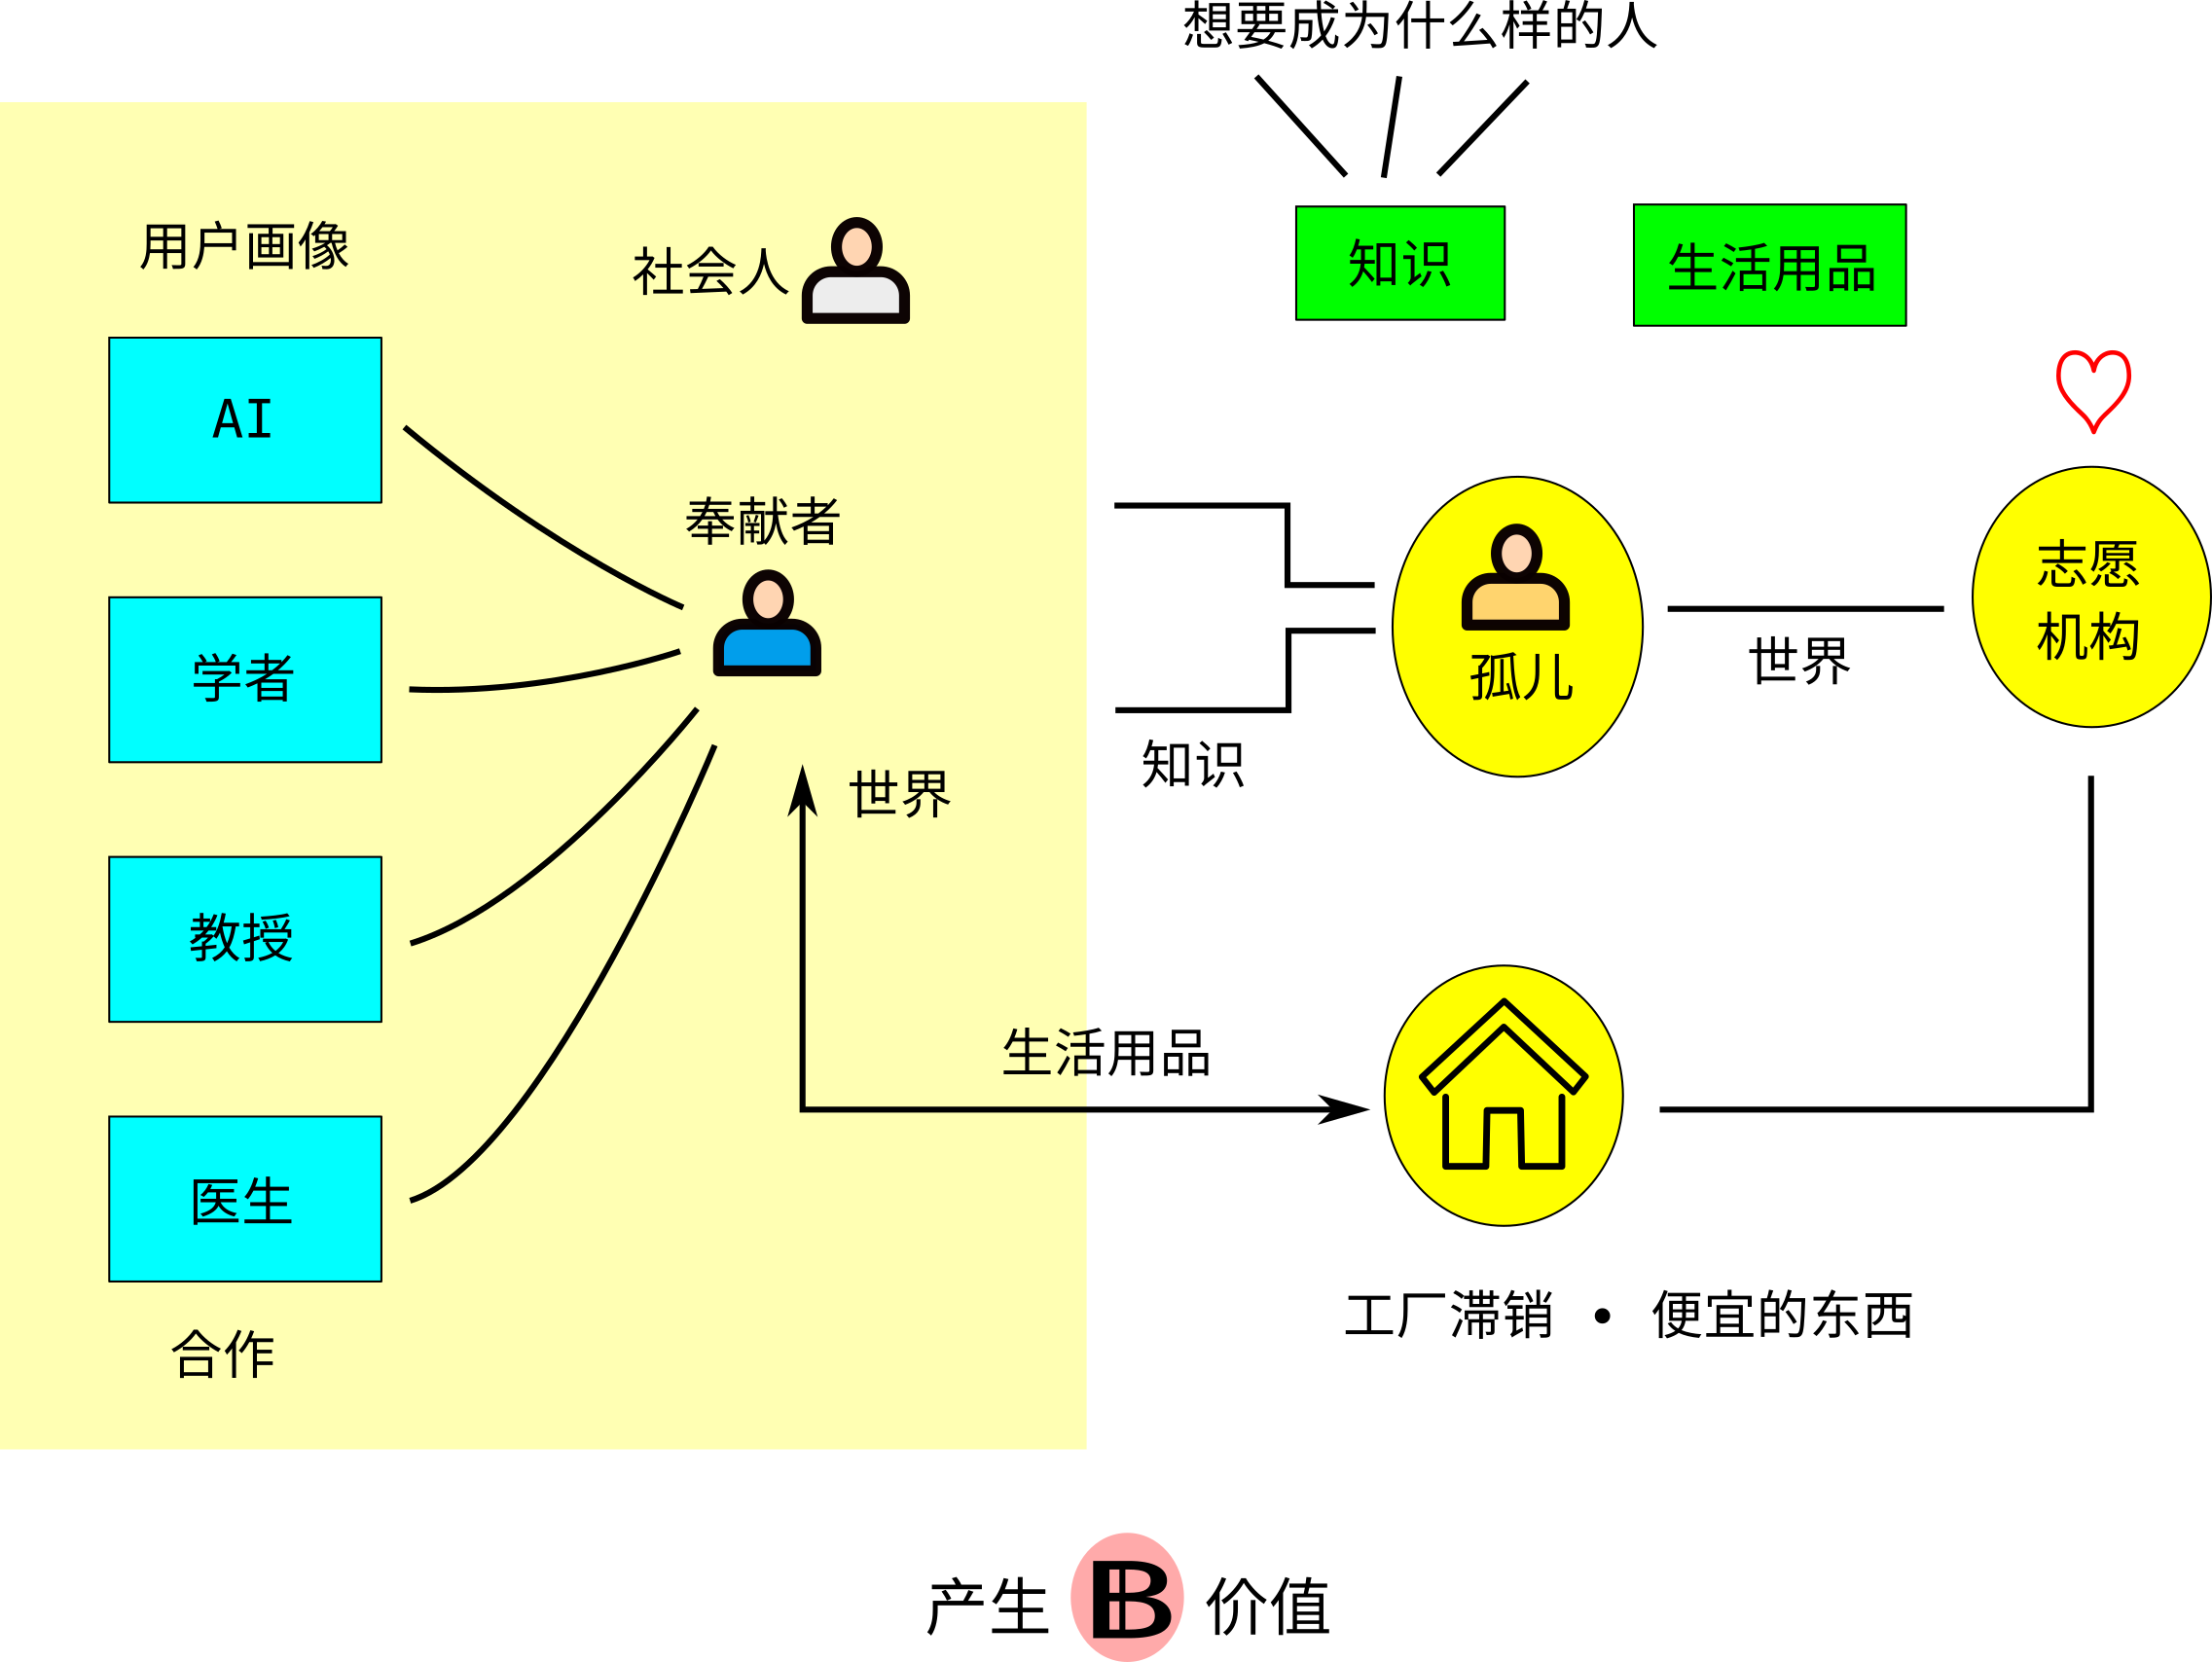 想要成为什么样的人
用户画像
社会人
知识
生活用品
AI
奉献者
志愿
机构
学者
孤儿
世界
知识
世界
教授
生活用品
医生
工厂滞销 • 便宜的东西
合作
产生 B 价值